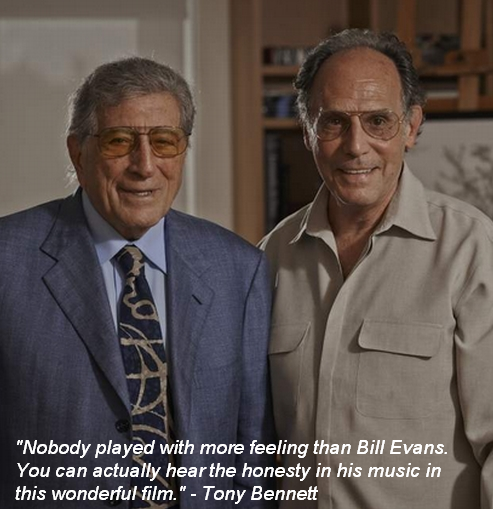 "Nobody played with more feeling than Bill Evans.
You can actually hear the honesty in his music in
this wonderful film." - Tony Bennett